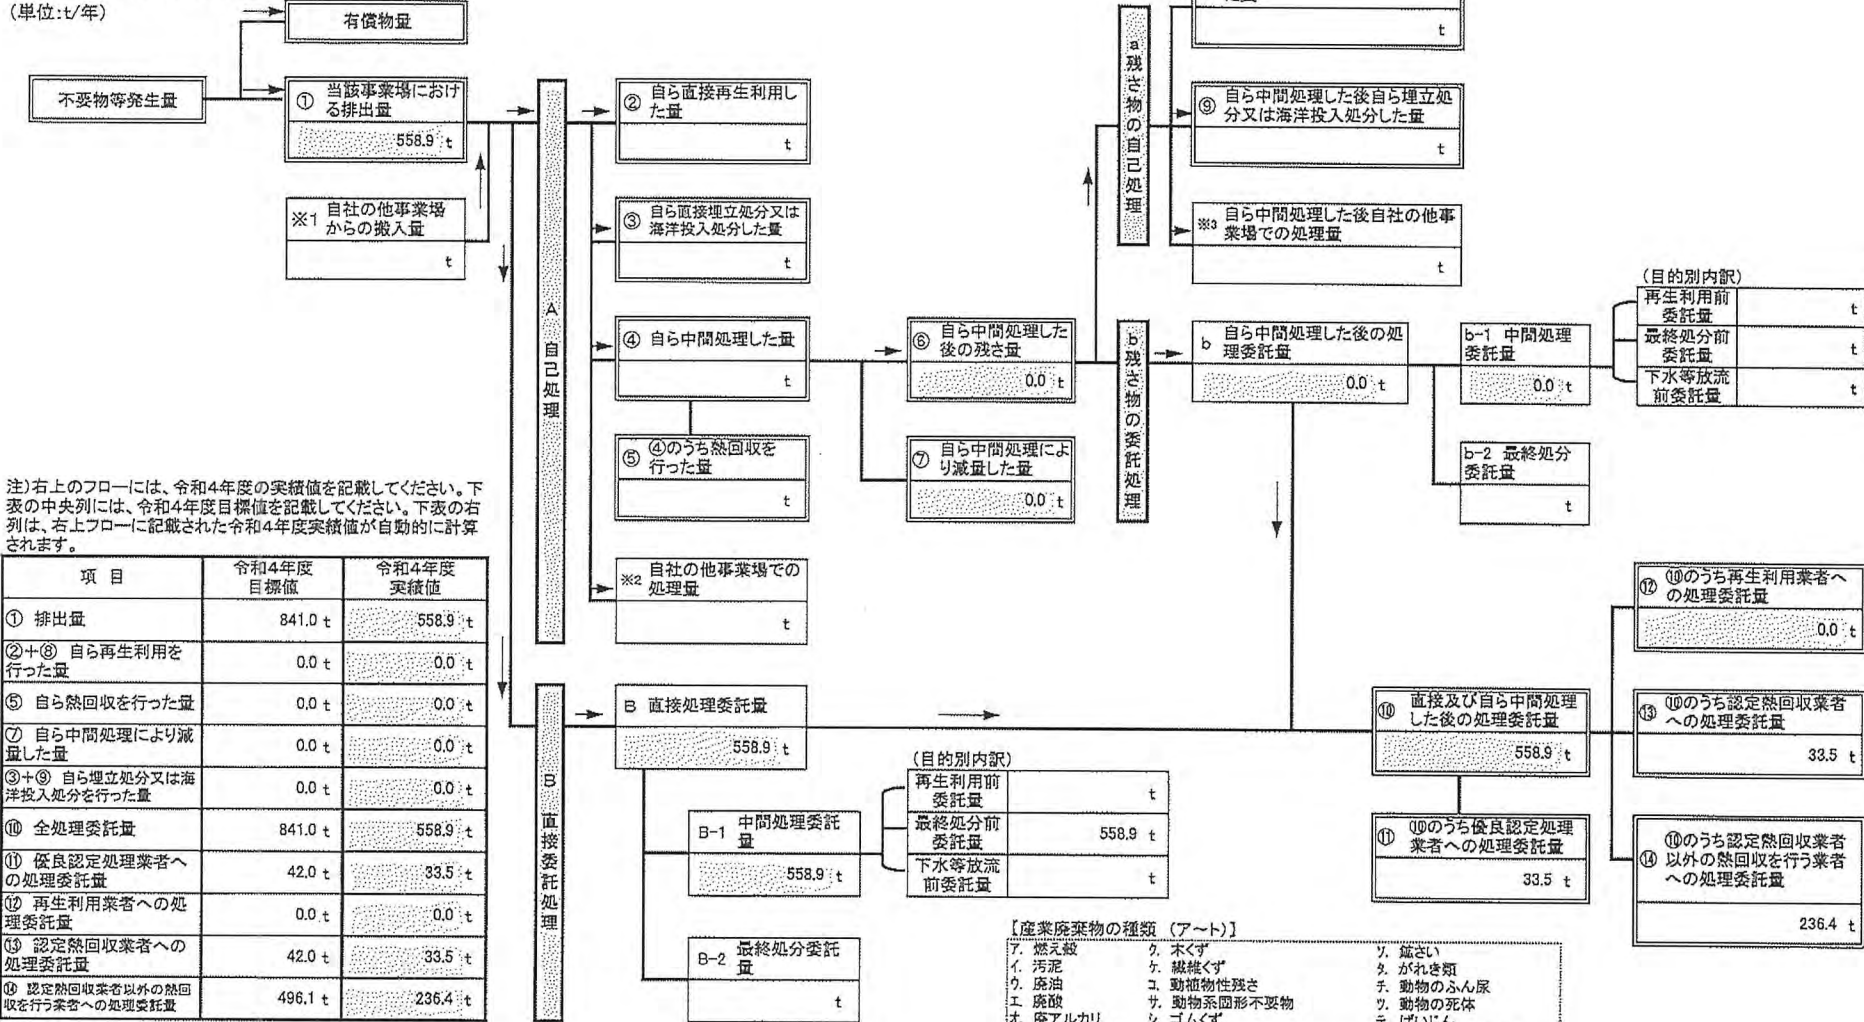 (単位:t/年)
有償物量
不要物等発生量
① 当該事業場におけ
る排出量
558.9 t
※1 自社の他事業場
からの搬入量
t
A 自己処理
② 自ら直接再生利用し
た量
t
③ 自ら直接埋立処分又は
海洋投入処分した量
t
④ 自ら中間処理した量
t
⑤ ④のうち熱回収を
行った量
t
※2 自社の他事業場での
処理量
t
⑥ 自ら中間処理した
後の残さ量
0.0 t
⑦ 自ら中間処理によ
り減量した量
0.0 t
a 残さ物の自己処理
t
⑨ 自ら中間処理した後自ら埋立処
分又は海洋投入処分した量
t
※3 自ら中間処理した後自社の他事
業場での処理量
t
b 残さ物の委託処理
b 自ら中間処理した後の処
理委託量
0.0 t
b-1 中間処理
委託量
0.0 t
b-2 最終処分
委託量
t
(目的別内訳)
再生利用前
委託量
t
最終処分前
委託量
t
下水等放流
前委託量
t
注)右上のフローには、令和4年度の実績値を記載してください。下
表の中央列には、令和4年度目標値を記載してください。下表の右
列は、右上フローに記載された令和4年度実績値が自動的に計算
されます。
項 目
令和4年度
目標値
令和4年度
実績値
① 排出量
841.0 t
558.9 t
②+⑧ 自ら再生利用を
行った量
0.0 t
0.0 t
⑤ 自ら熱回収を行った量
0.0 t
0.0 t
⑦ 自ら中間処理により減
量した量
0.0 t
0.0 t
③+⑨ 自ら埋立処分又は海
洋投入処分を行った量
0.0 t
0.0 t
⑩ 全処理委託量
841.0 t
558.9 t
⑪ 優良認定処理業者へ
の処理委託量
42.0 t
33.5 t
⑫ 再生利用業者への処
理委託量
0.0 t
0.0 t
⑬ 認定熱回収業者への
処理委託量
42.0 t
33.5 t
⑭ 認定熱回収業者以外の熱回
収を行う業者への処理委託量
496.1 t
236.4 t
B 直接委託処理
B 直接処理委託量
558.9 t
B-1 中間処理委託
量
558.9 t
B-2 最終処分委託
量
t
(目的別内訳)
再生利用前
委託量
t
最終処分前
委託量
558.9 t
下水等放流
前委託量
t
⑩ 直接及び自ら中間処理
した後の処理委託量
558.9 t
⑪ ⑩のうち優良認定処理
業者への処理委託量
33.5 t
⑫ ⑩のうち再生利用業者へ
の処理委託量
0.0 t
⑬ ⑩のうち認定熱回収業者
への処理委託量
33.5 t
⑭ ⑩のうち認定熱回収業者
以外の熱回収を行う業者
への処理委託量
236.4 t
【産業廃棄物の種類 (ア~ト)】
ア. 燃え殻
イ. 汚泥
ウ. 廃油
エ. 廃酸
オ. 廃アルカリ
ク. 木くず
ケ. 繊維くず
コ. 動植物性残さ
サ. 動物系固形不要物
シ. ゴムくず
ソ. 鉱さい
タ. がれき類
チ. 動物のふん尿
ツ. 動物の死体
テ. ばいじん